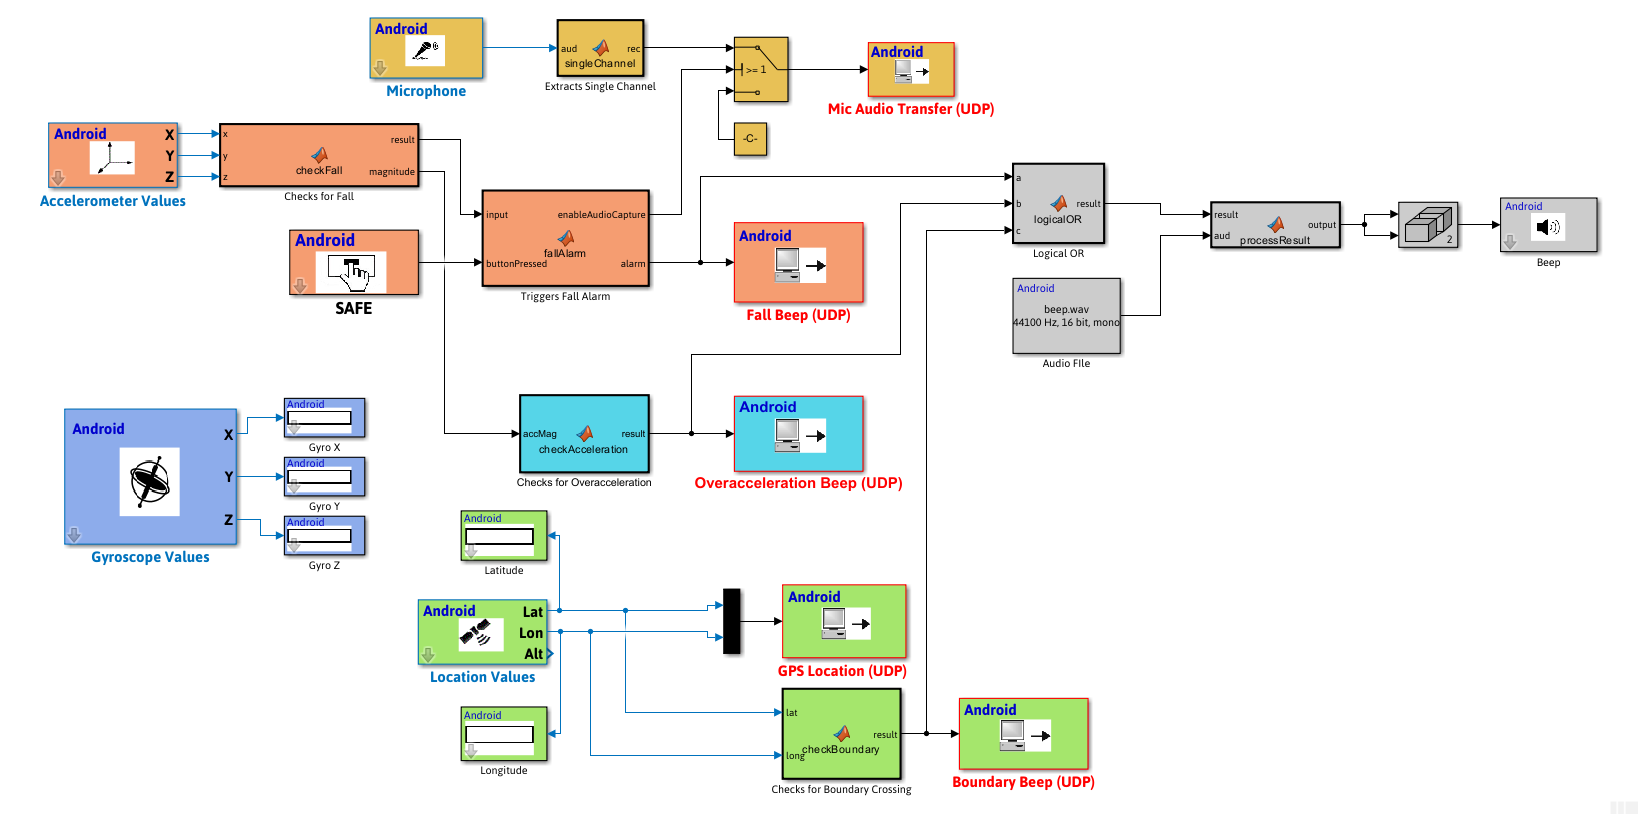 Android
Microphone
aud
singleChannel
rec
Extracts Single Channel
>= 1
-C-
Android
Mic Audio Transfer (UDP)
Android
X
Y
Z
Accelerometer Values
x
y
z
checkFall
result
magnitude
Checks for Fall
Android
SAFE
input
buttonPressed
fallAlarm
enableAudioCapture
alarm
Triggers Fall Alarm
Android
Fall Beep (UDP)
a
b
c
logicalOR
result
Logical OR
Android
beep.wav
44100 Hz, 16 bit, mono
Audio FIle
result
aud
processResult
output
2
Android
Beep
Android
X
Y
Z
Gyroscope Values
Android
Gyro X
Android
Gyro Y
Android
Gyro Z
accMag
checkAcceleration
result
Checks for Overacceleration
Android
Overacceleration Beep (UDP)
Android
Latitude
Android
Lat
Lon
Alt
Location Values
Android
Longitude
Android
GPS Location (UDP)
lat
long
checkBoundary
result
Checks for Boundary Crossing
Android
Boundary Beep (UDP)